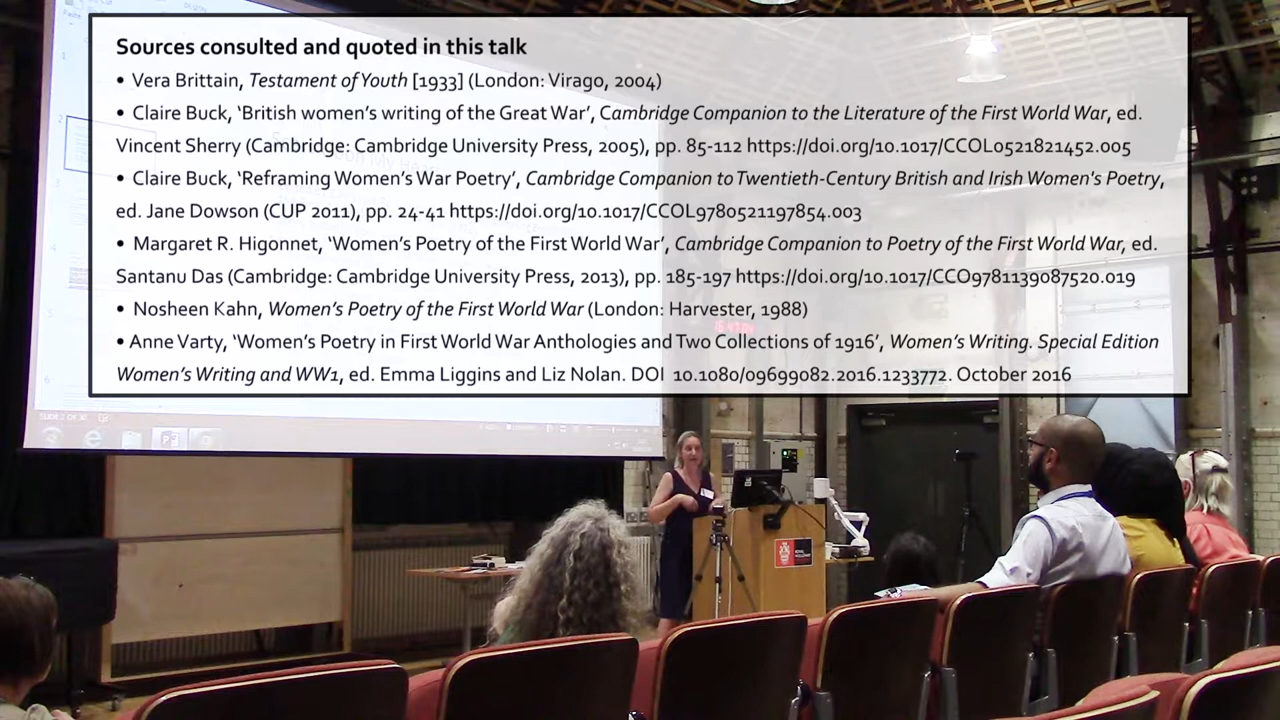 Sources consulted and quoted in this talk
• Vera Brittain, Testament of Youth [1933] (London: Virago, 2004)
• Claire Buck, ‘British women’s writing of the Great War’, Cambridge Companion to the Literature of the First World War, ed.
Vincent Sherry (Cambridge: Cambridge University Press, 2005), pp. 85-112 https://doi.org/10.1017/CCOL0521821452.005
• Claire Buck, ‘Reframing Women’s War Poetry’, Cambridge Companion to Twentieth-Century British and Irish Women's Poetry,
ed. Jane Dowson (CUP 2011), pp. 24-41 https://doi.org/10.1017/CCOL9780521197854.003
• Margaret R. Higonnet, ‘Women’s Poetry of the First World War’, Cambridge Companion to Poetry of the First World War, ed.
Santanu Das (Cambridge: Cambridge University Press, 2013), pp. 185-197 https://doi.org/10.1017/CCO9781139087520.019
• Nosheen Kahn, Women’s Poetry of the First World War (London: Harvester, 1988)
• Anne Varty, ‘Women’s Poetry in First World War Anthologies and Two Collections of 1916’, Women’s Writing. Special Edition
Women’s Writing and WW1, ed. Emma Liggins and Liz Nolan. DOI 10.1080/09699082.2016.1233772. October 2016
ROYAL
HOLLOWAY